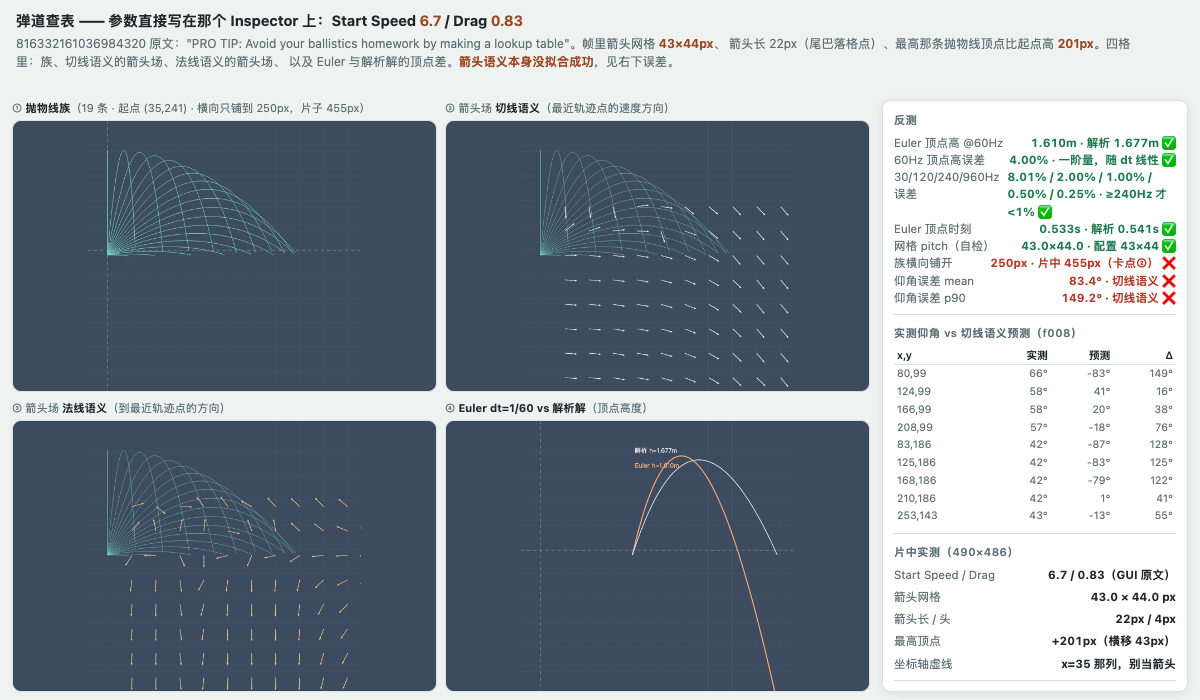 弹道查表 —— 参数直接写在那个 Inspector 上：Start Speed 6.7 / Drag 0.83
816332161036984320 原文："PRO TIP: Avoid your ballistics homework by making a lookup table"。帧里箭头网格 43×44px、 箭头长 22px（尾巴落格点）、最高那条抛物线顶点比起点高 201px。四格
里：族、切线语义的箭头场、法线语义的箭头场、 以及 Euler 与解析解的顶点差。箭头语义本身没拟合成功，见右下误差。
① 抛物线族（19 条 · 起点 (35,241) · 横向只铺到 250px，片子 455px）
② 箭头场 切线语义（最近轨迹点的速度方向）
③ 箭头场 法线语义（到最近轨迹点的方向）
④ Euler dt=1/60 vs 解析解（顶点高度）
解析 h=1.677m
Euler h=1.610m
反测
Euler 顶点高 @60Hz 1.610m · 解析 1.677m ✅
60Hz 顶点高误差 4.00% · 一阶量，随 dt 线性 ✅
30/120/240/960Hz 8.01% / 2.00% / 1.00% /
误差 0.50% / 0.25% · ≥240Hz 才
<1% ✅
Euler 顶点时刻 0.533s · 解析 0.541s ✅
网格 pitch（自检） 43.0×44.0 · 配置 43×44 ✅
族横向铺开 250px · 片中 455px（卡点②） ❌
仰角误差 mean 83.4° · 切线语义 ❌
仰角误差 p90 149.2° · 切线语义 ❌
实测仰角 vs 切线语义预测（f008）
x,y 实测 预测 Δ
80,99 66° -83° 149°
124,99 58° 41° 16°
166,99 58° 20° 38°
208,99 57° -18° 76°
83,186 42° -87° 128°
125,186 42° -83° 125°
168,186 42° -79° 122°
210,186 42° 1° 41°
253,143 43° -13° 55°
片中实测（490×486）
Start Speed / Drag 6.7 / 0.83（GUI 原文）
箭头网格 43.0 × 44.0 px
箭头长 / 头 22px / 4px
最高顶点 +201px（横移 43px）
坐标轴虚线 x=35 那列，别当箭头